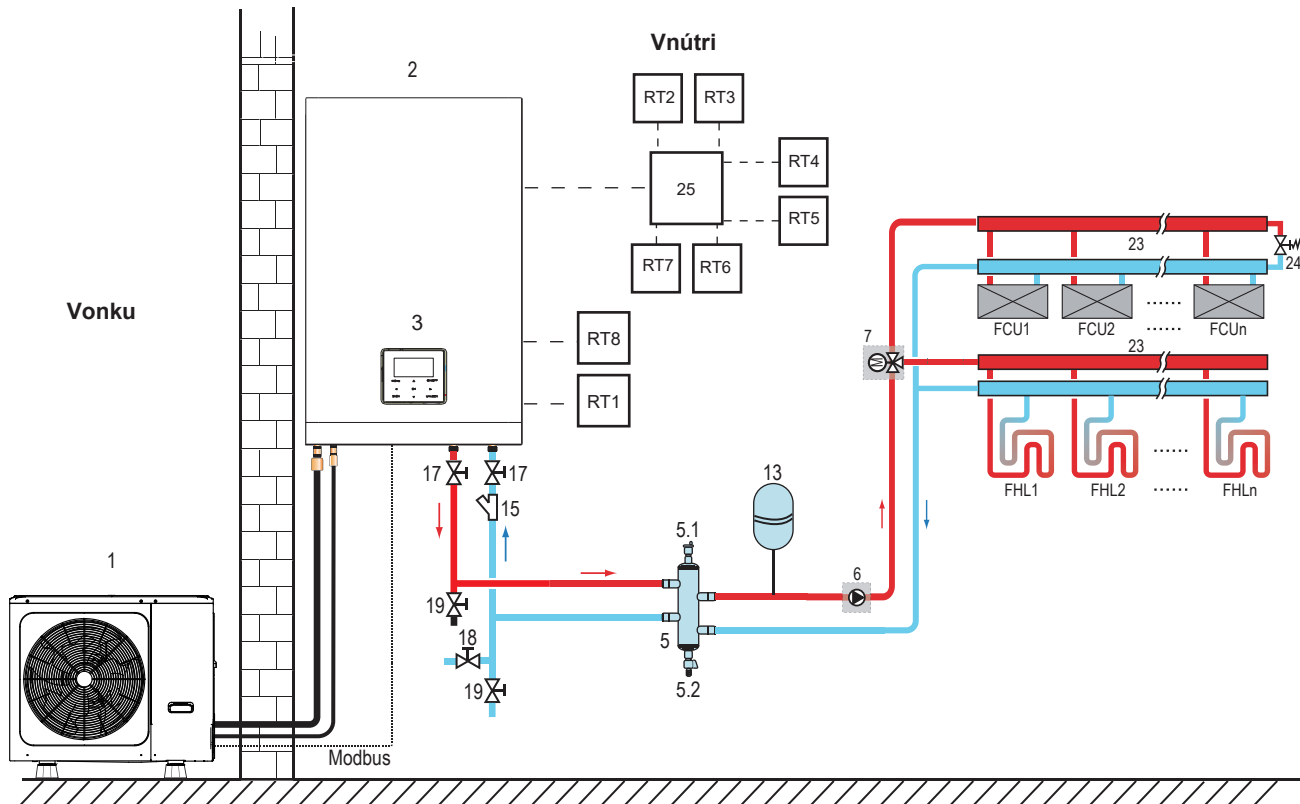 Vnútri
2
RT2
RT3
RT4
25
RT5
RT7
RT6
23
24
Vonku
FCU1
FCU2
......
......
FCUn
3
RT8
7
23
RT1
17
17
13
FHL1
FHL2
......
......
FHLn
15
5.1
1
6
19
18
5
19
5.2
Modbus